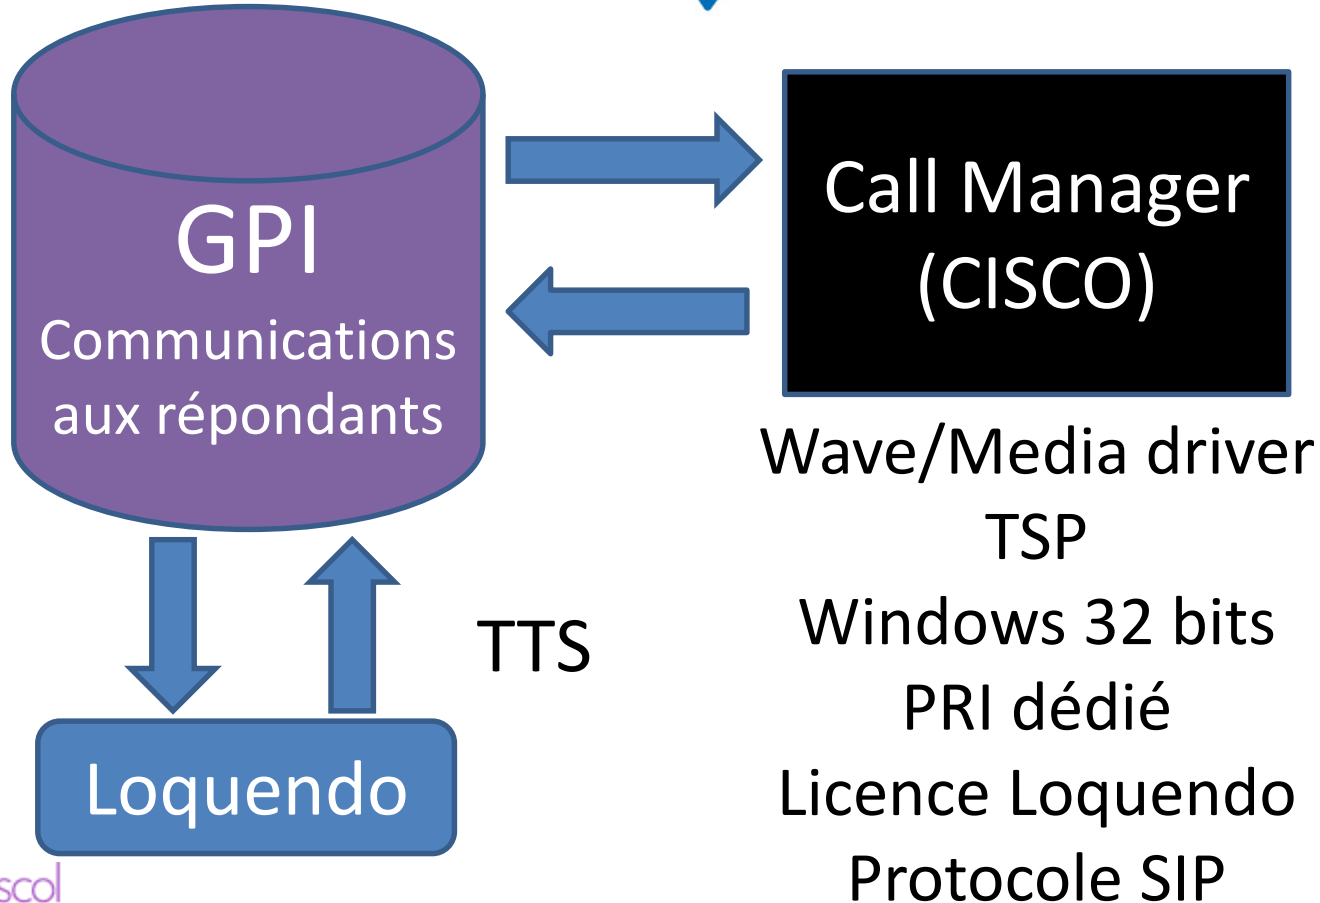 GPI
Communications
aux répondants
Call Manager
(CISCO)
Wave/Media driver
TSP
Windows 32 bits
PRI dédié
Licence Loquendo
Protocole SIP
TTS
Loquendo
scol